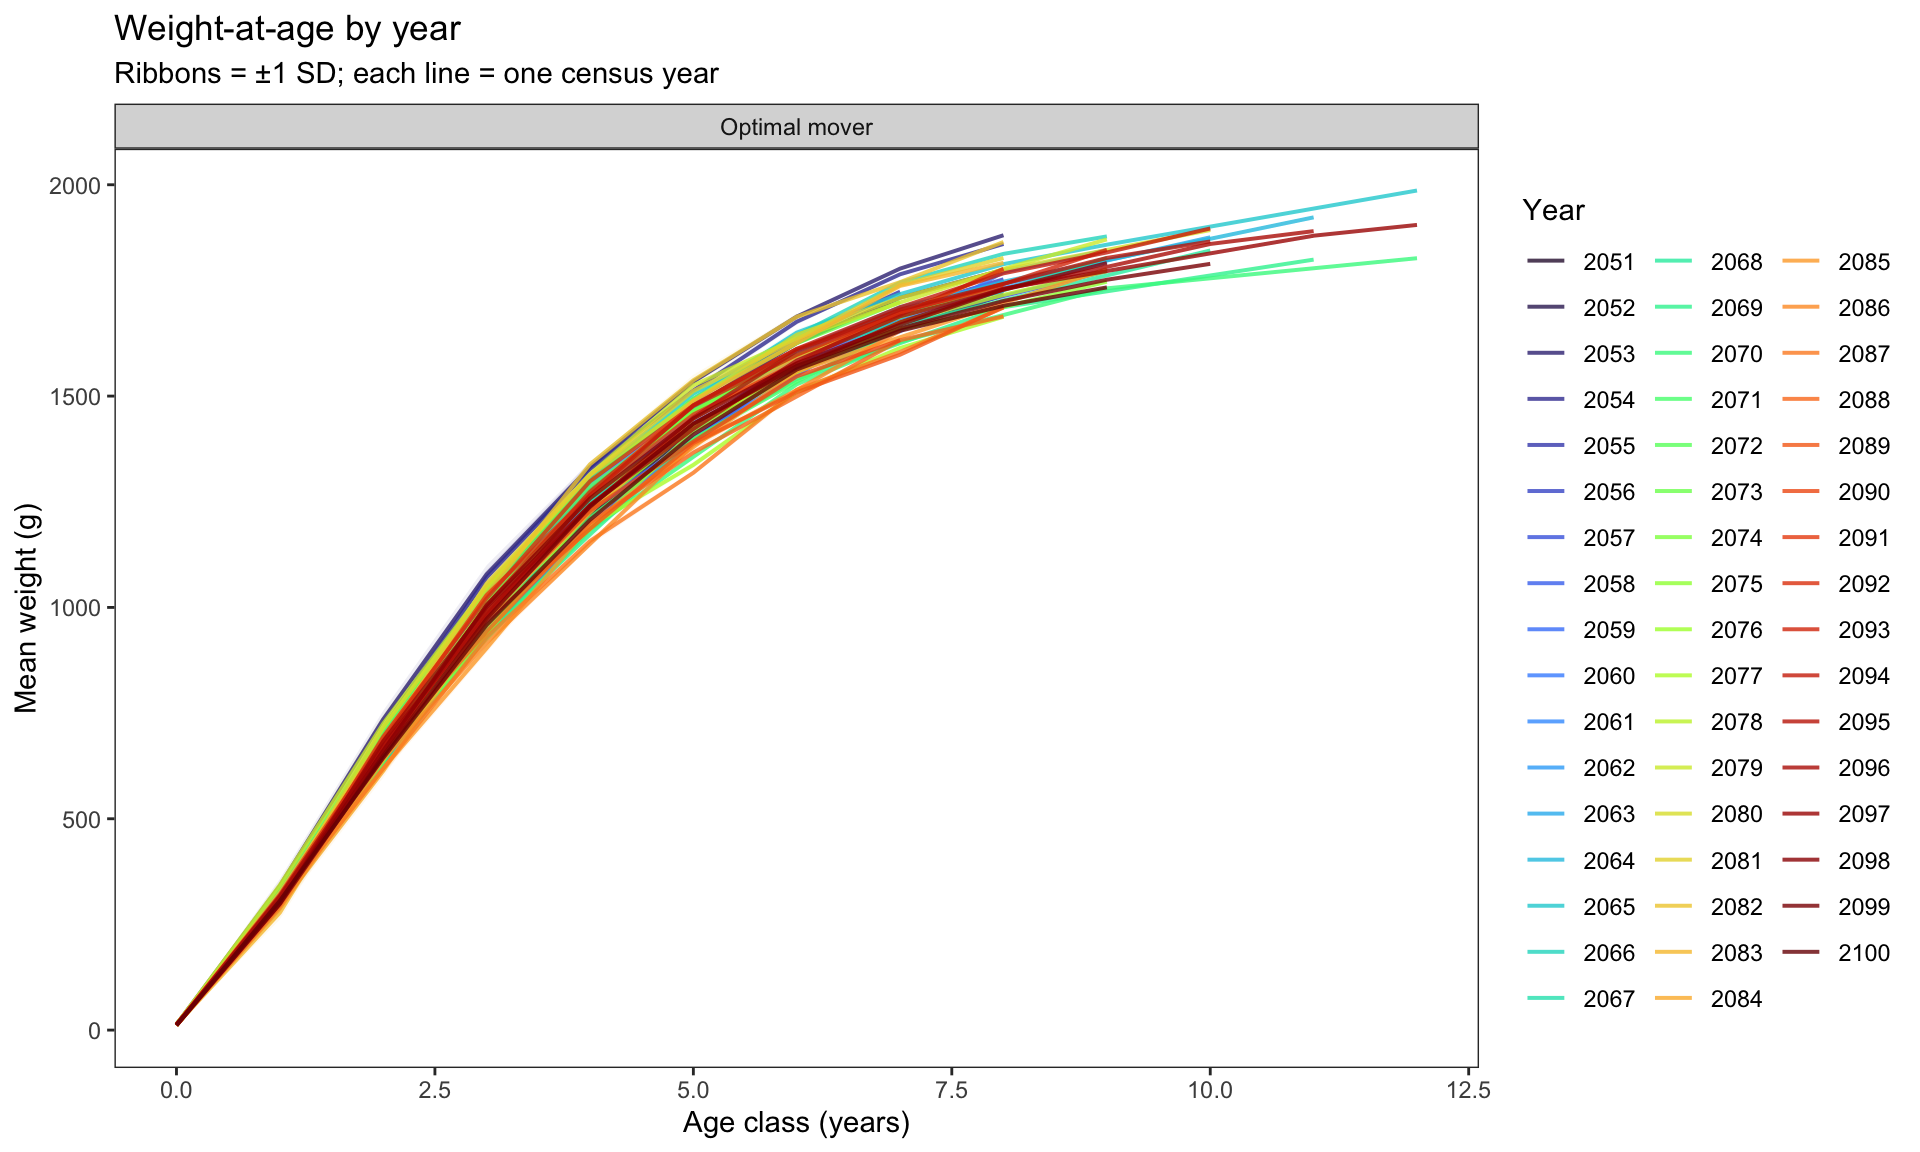 Weight-at-age by year
Ribbons = ±1 SD; each line = one census year
Optimal mover
Mean weight (g)
2000
1500
1000
500
0
0.0 2.5 5.0 7.5 10.0 12.5
Age class (years)
Year
2051 2068 2085
2052 2069 2086
2053 2070 2087
2054 2071 2088
2055 2072 2089
2056 2073 2090
2057 2074 2091
2058 2075 2092
2059 2076 2093
2060 2077 2094
2061 2078 2095
2062 2079 2096
2063 2080 2097
2064 2081 2098
2065 2082 2099
2066 2083 2100
2067 2084